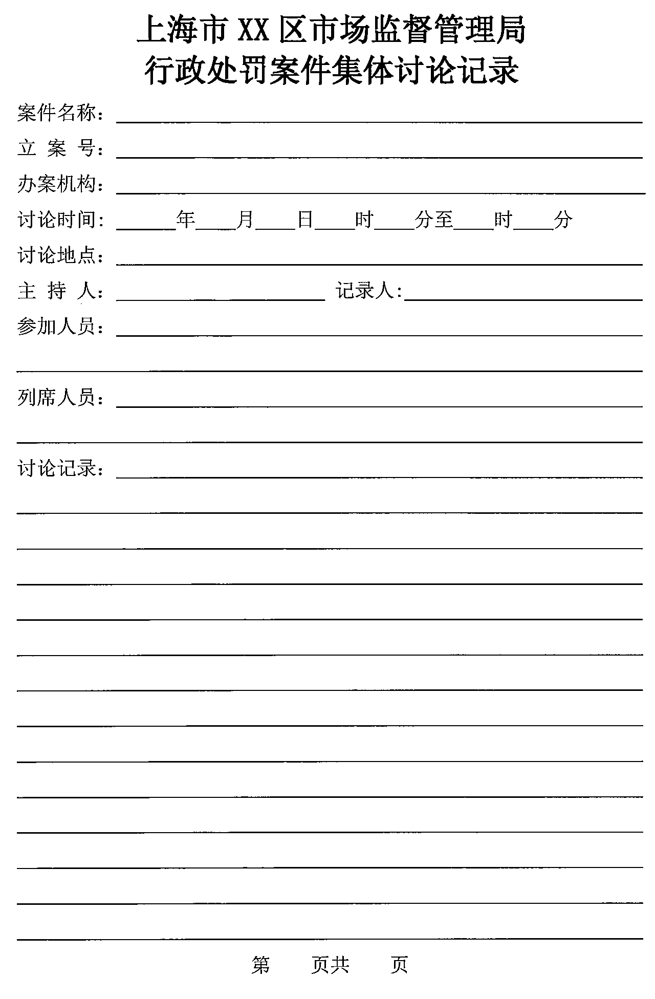 上海市 XX 区市场监督管理局
行政处罚案件集体讨论记录
案件名称：
立 案 号：
办案机构：
讨论时间： 年 月 日 时 分至 时 分
讨论地点：
主 持 人： 记录人：
参加人员：
列席人员：
讨论记录：
第 页共 页